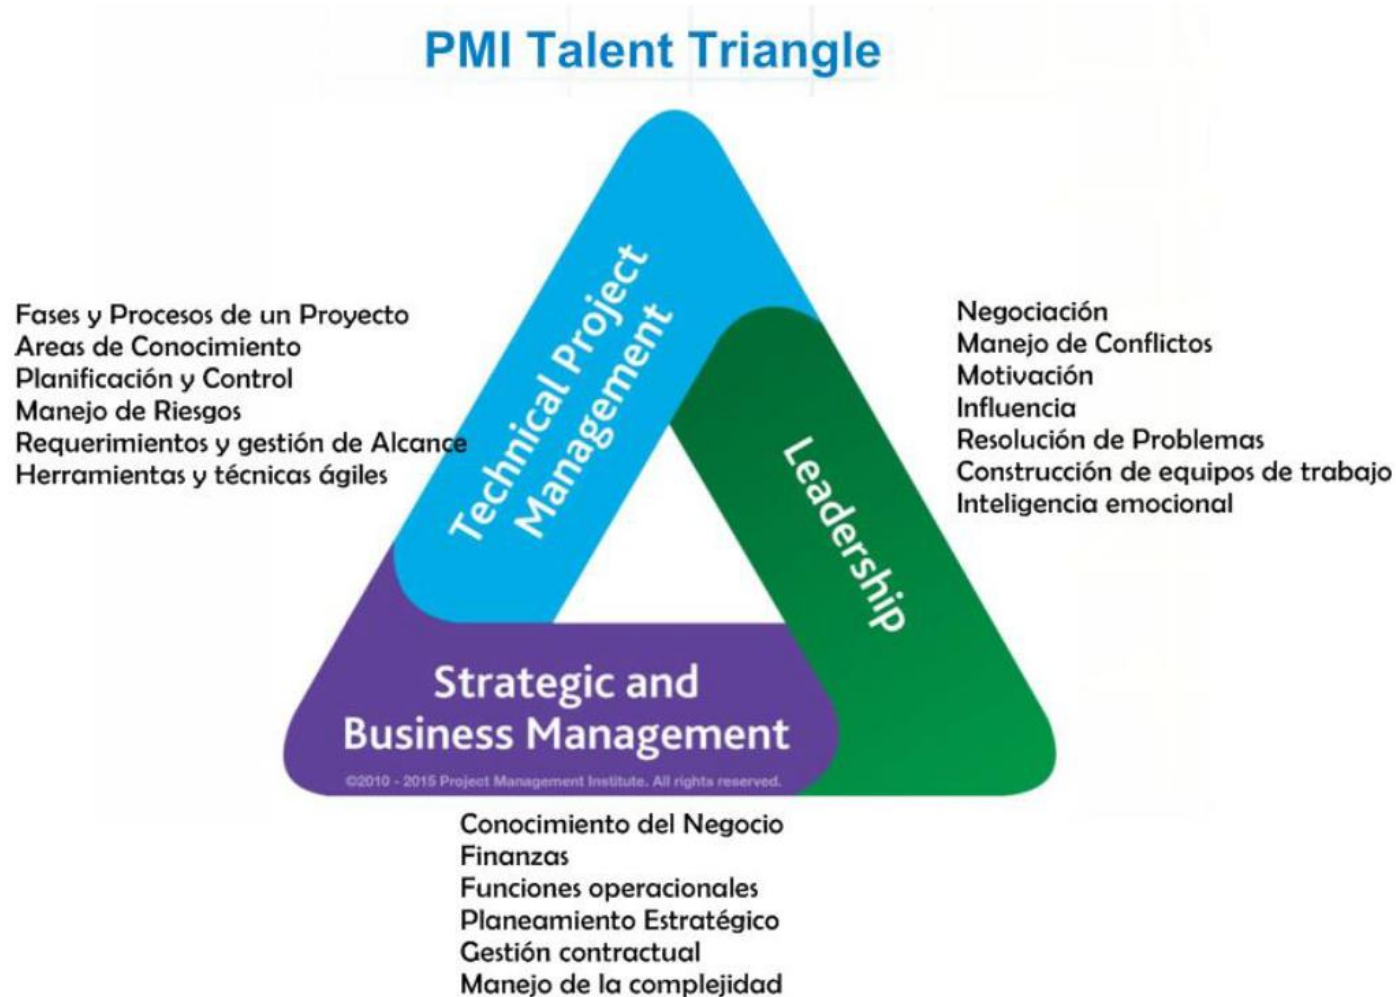 PMI Talent Triangle
Fases y Procesos de un Proyecto
Areas de Conocimiento
Planificación y Control
Manejo de Riesgos
Requerimientos y gestión de Alcance
Herramientas y técnicas ágiles
Technical Project
Management
Leadership
Negociación
Manejo de Conflictos
Motivación
Influencia
Resolución de Problemas
Construcción de equipos de trabajo
Inteligencia emocional
Strategic and
Business Management
©2010 - 2015 Project Management Institute. All rights reserved.
Conocimiento del Negocio
Finanzas
Funciones operacionales
Planeamiento Estratégico
Gestión contractual
Manejo de la complejidad